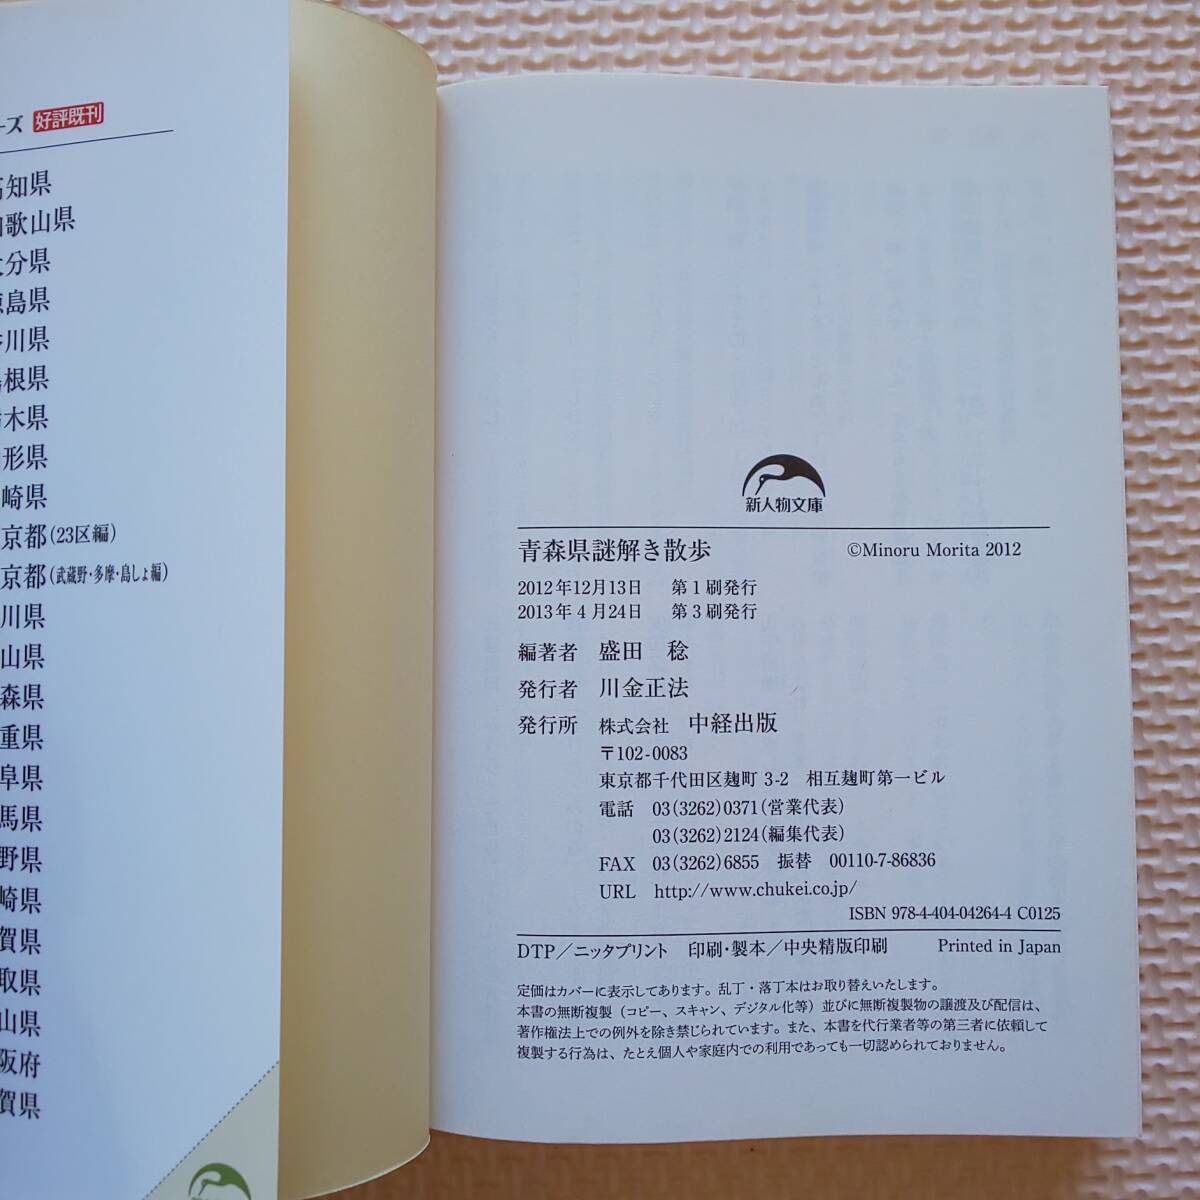 ーズ 好評既刊
知県
歌山県
分県
島県
川県
根県
木県
形県
崎県
京都(23区編)
京都(武蔵野・多摩・島しょ編)
川県
山県
森県
重県
阜県
馬県
野県
崎県
賀県
取県
山県
阪府
賀県
新人物文庫
青森県謎解き散歩 ©Minoru Morita 2012
2012年12月13日 第1刷発行
2013年4月24日 第3刷発行
編著者 盛田 稔
発行者 川金正法
発行所 株式会社 中経出版
〒102-0083
東京都千代田区麹町 3-2 相互麹町第一ビル
電話 03(3262)0371(営業代表)
03(3262)2124(編集代表)
FAX 03(3262)6855 振替 00110-7-86836
URL http://www.chukei.co.jp/
ISBN 978-4-404-04264-4 C0125
DTP/ニッタプリント 印刷・製本/中央精版印刷 Printed in Japan
定価はカバーに表示してあります。乱丁・落丁本はお取り替えいたします。
本書の無断複製(コピー、スキャン、デジタル化等)並びに無断複製物の譲渡及び配信は、
著作権法上での例外を除き禁じられています。また、本書を代行業者等の第三者に依頼して
複製する行為は、たとえ個人や家庭内での利用であっても一切認められておりません。